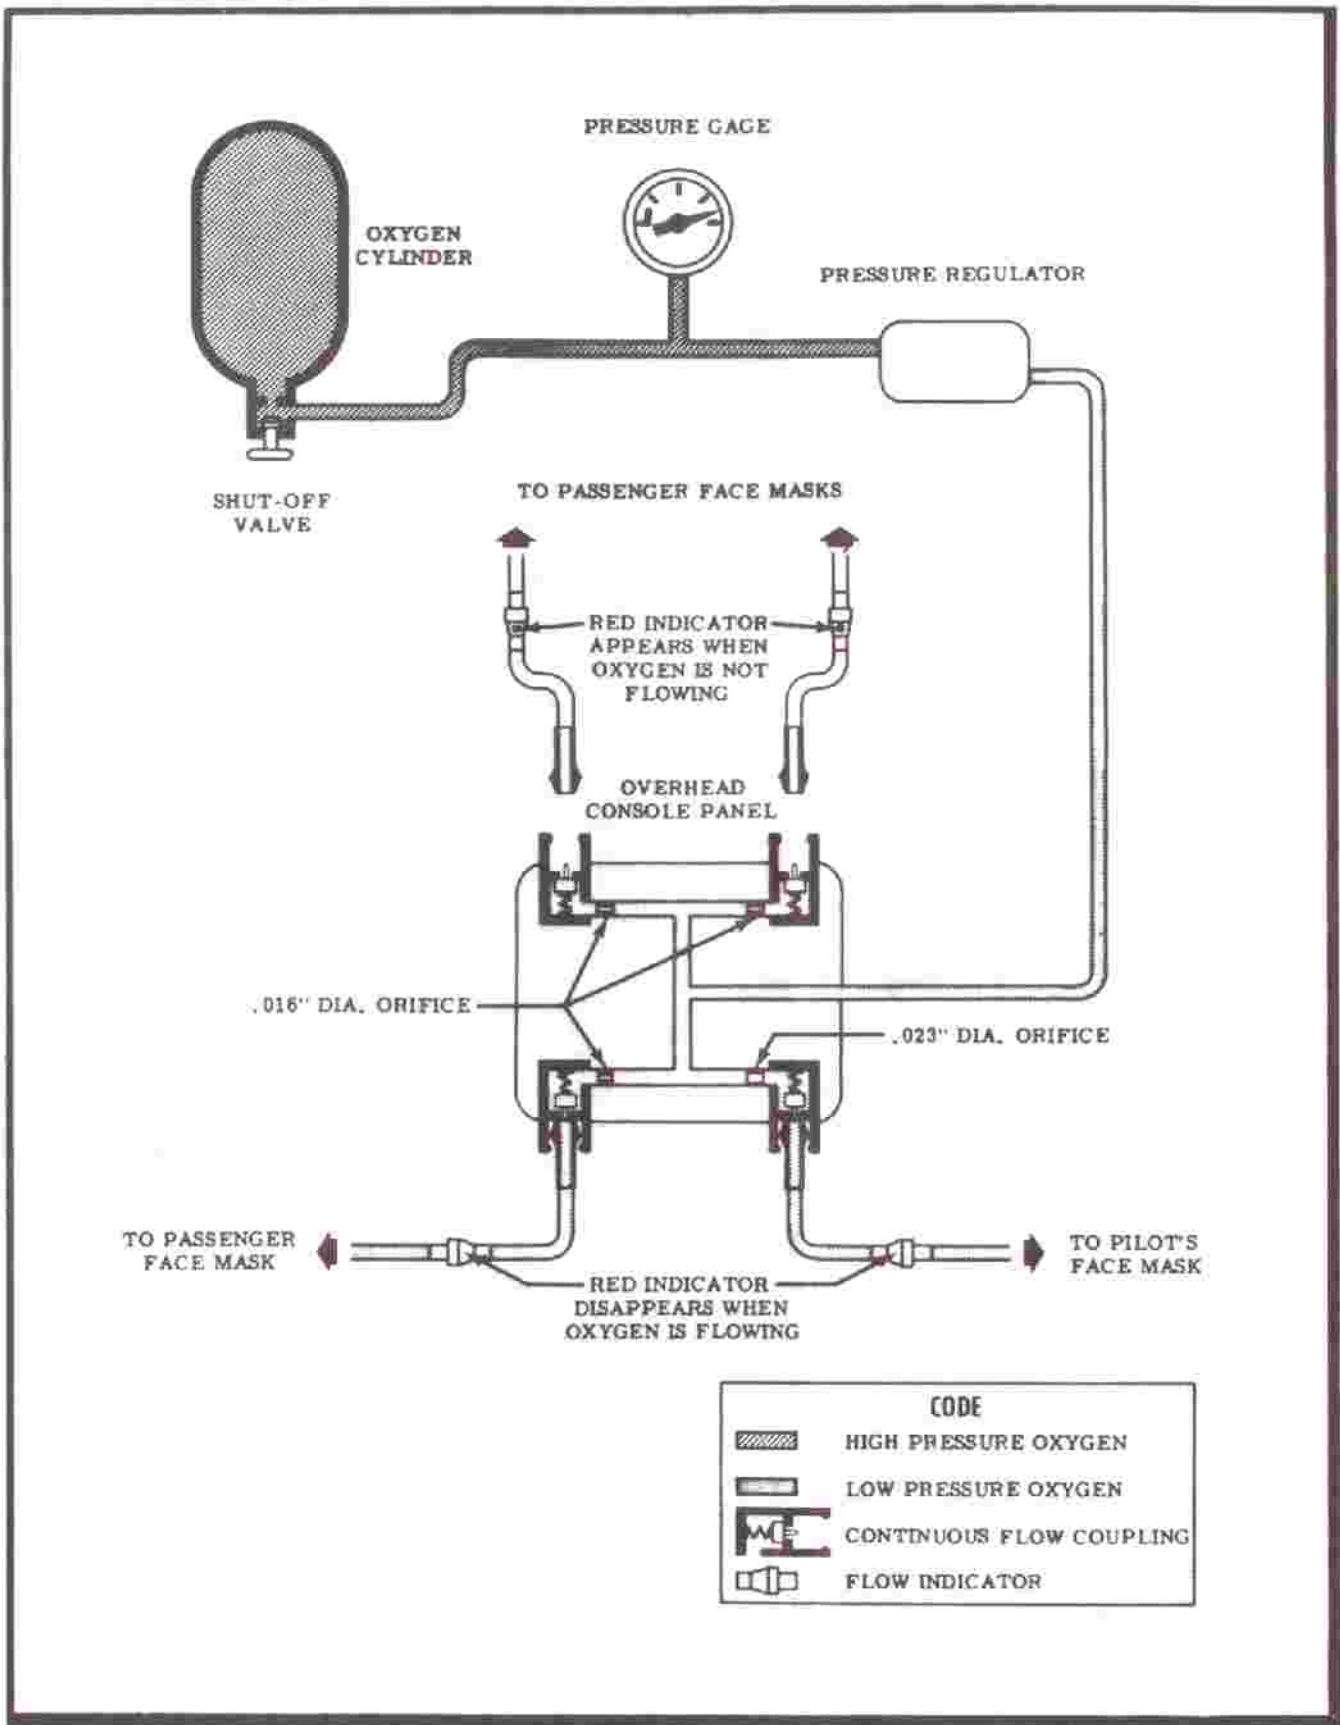 PRESSURE GAGE
OXYGEN
CYLINDER
PRESSURE REGULATOR
SHUT-OFF
VALVE
TO PASSENGER FACE MASKS
RED INDICATOR
APPEARS WHEN
OXYGEN IS NOT
FLOWING
OVERHEAD
CONSOLE PANEL
.016" DIA. ORIFICE
.023" DIA. ORIFICE
TO PASSENGER
FACE MASK
TO PILOT'S
FACE MASK
RED INDICATOR
DISAPPEARS WHEN
OXYGEN IS FLOWING
CODE
HIGH PRESSURE OXYGEN
LOW PRESSURE OXYGEN
CONTINUOUS FLOW COUPLING
FLOW INDICATOR